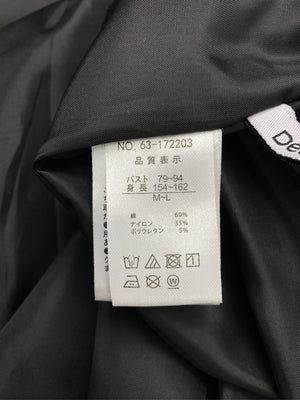 NO. 63-172203
品質表示
バスト 79~94
身長 154~162
M~L
綿 60%
ナイロン 35%
ポリウレタン 5%
De